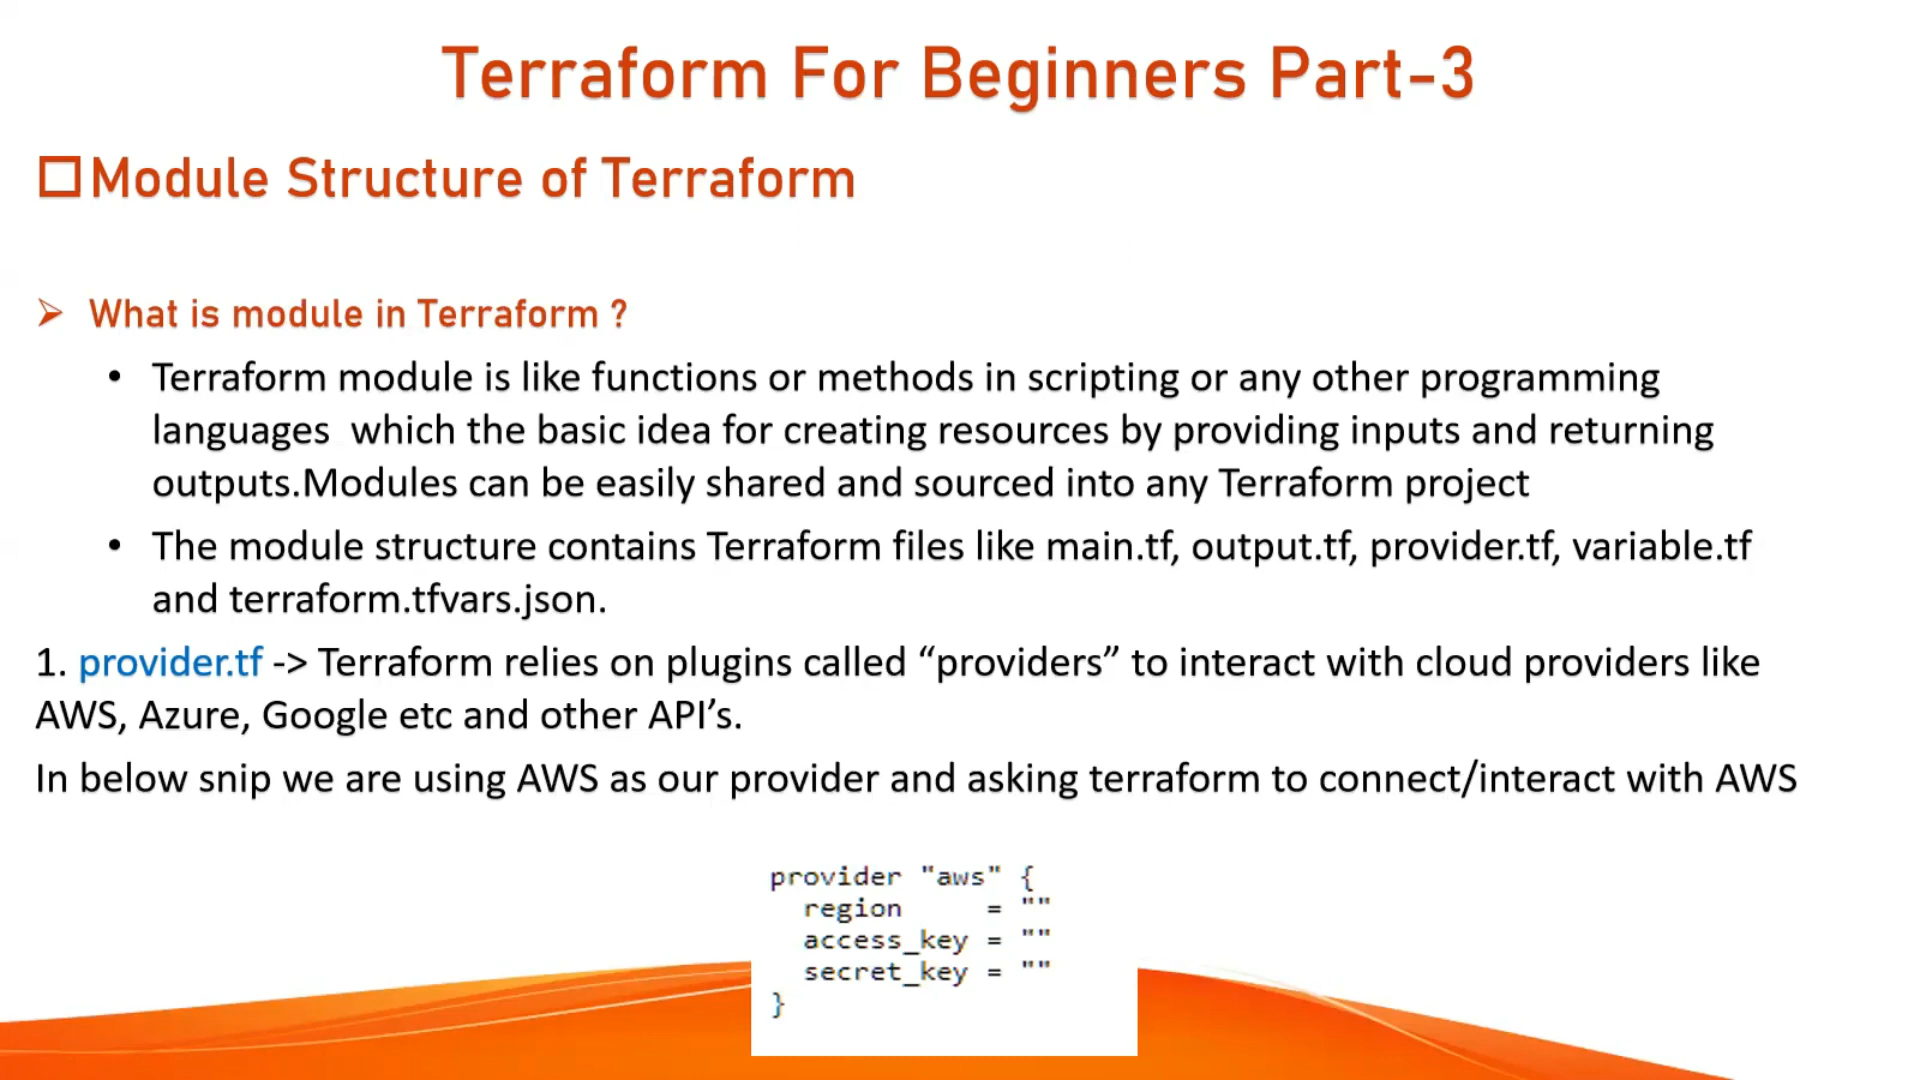 Terraform For Beginners Part-3
Module Structure of Terraform
What is module in Terraform ?
• Terraform module is like functions or methods in scripting or any other programming
languages which the basic idea for creating resources by providing inputs and returning
outputs.Modules can be easily shared and sourced into any Terraform project
• The module structure contains Terraform files like main.tf, output.tf, provider.tf, variable.tf
and terraform.tfvars.json.
1. provider.tf -> Terraform relies on plugins called “providers” to interact with cloud providers like
AWS, Azure, Google etc and other API’s.
In below snip we are using AWS as our provider and asking terraform to connect/interact with AWS
provider "aws" {
region = ""
access_key = ""
secret_key = ""
}